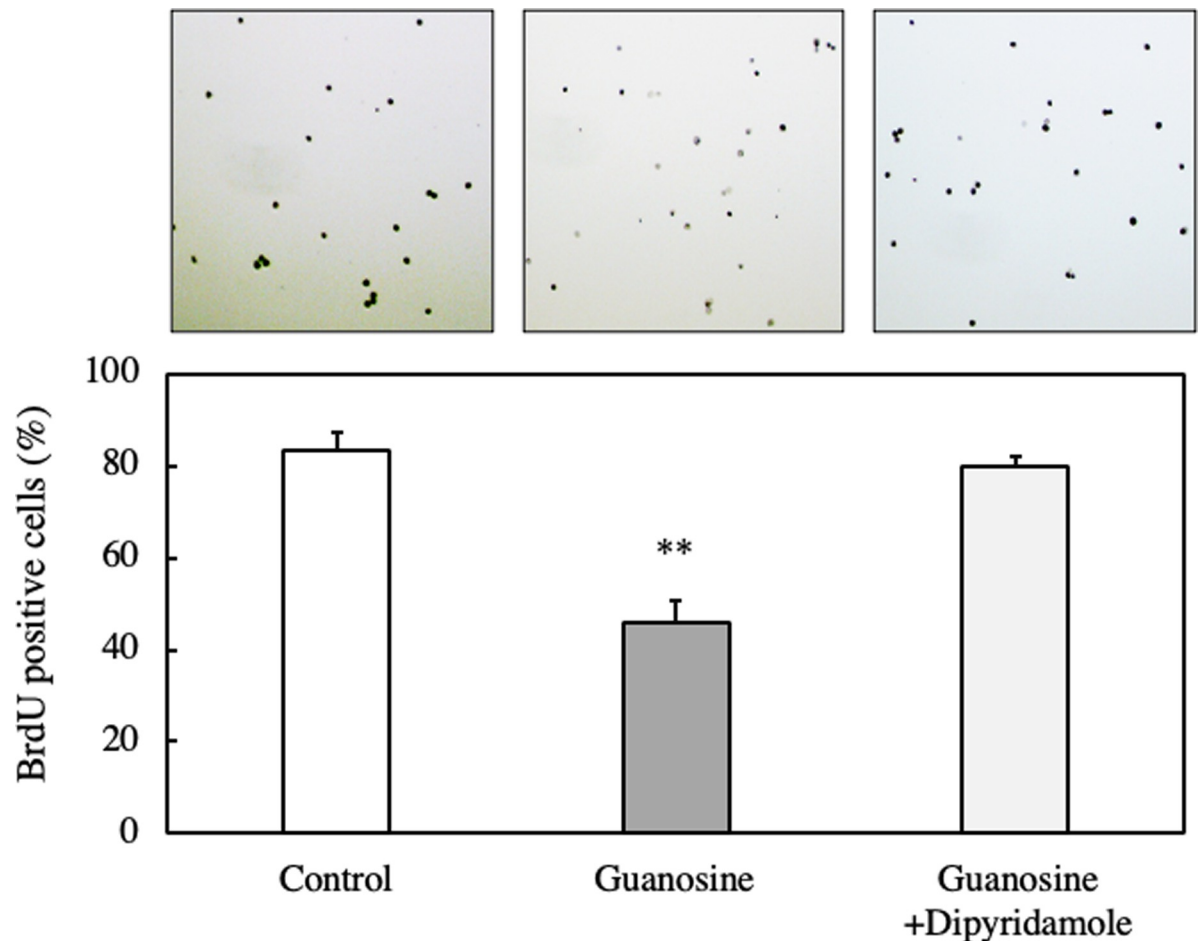 BrdU positive cells (%)
100
80
60
40
20
0
**
Control
Guanosine
Guanosine
+Dipyridamole